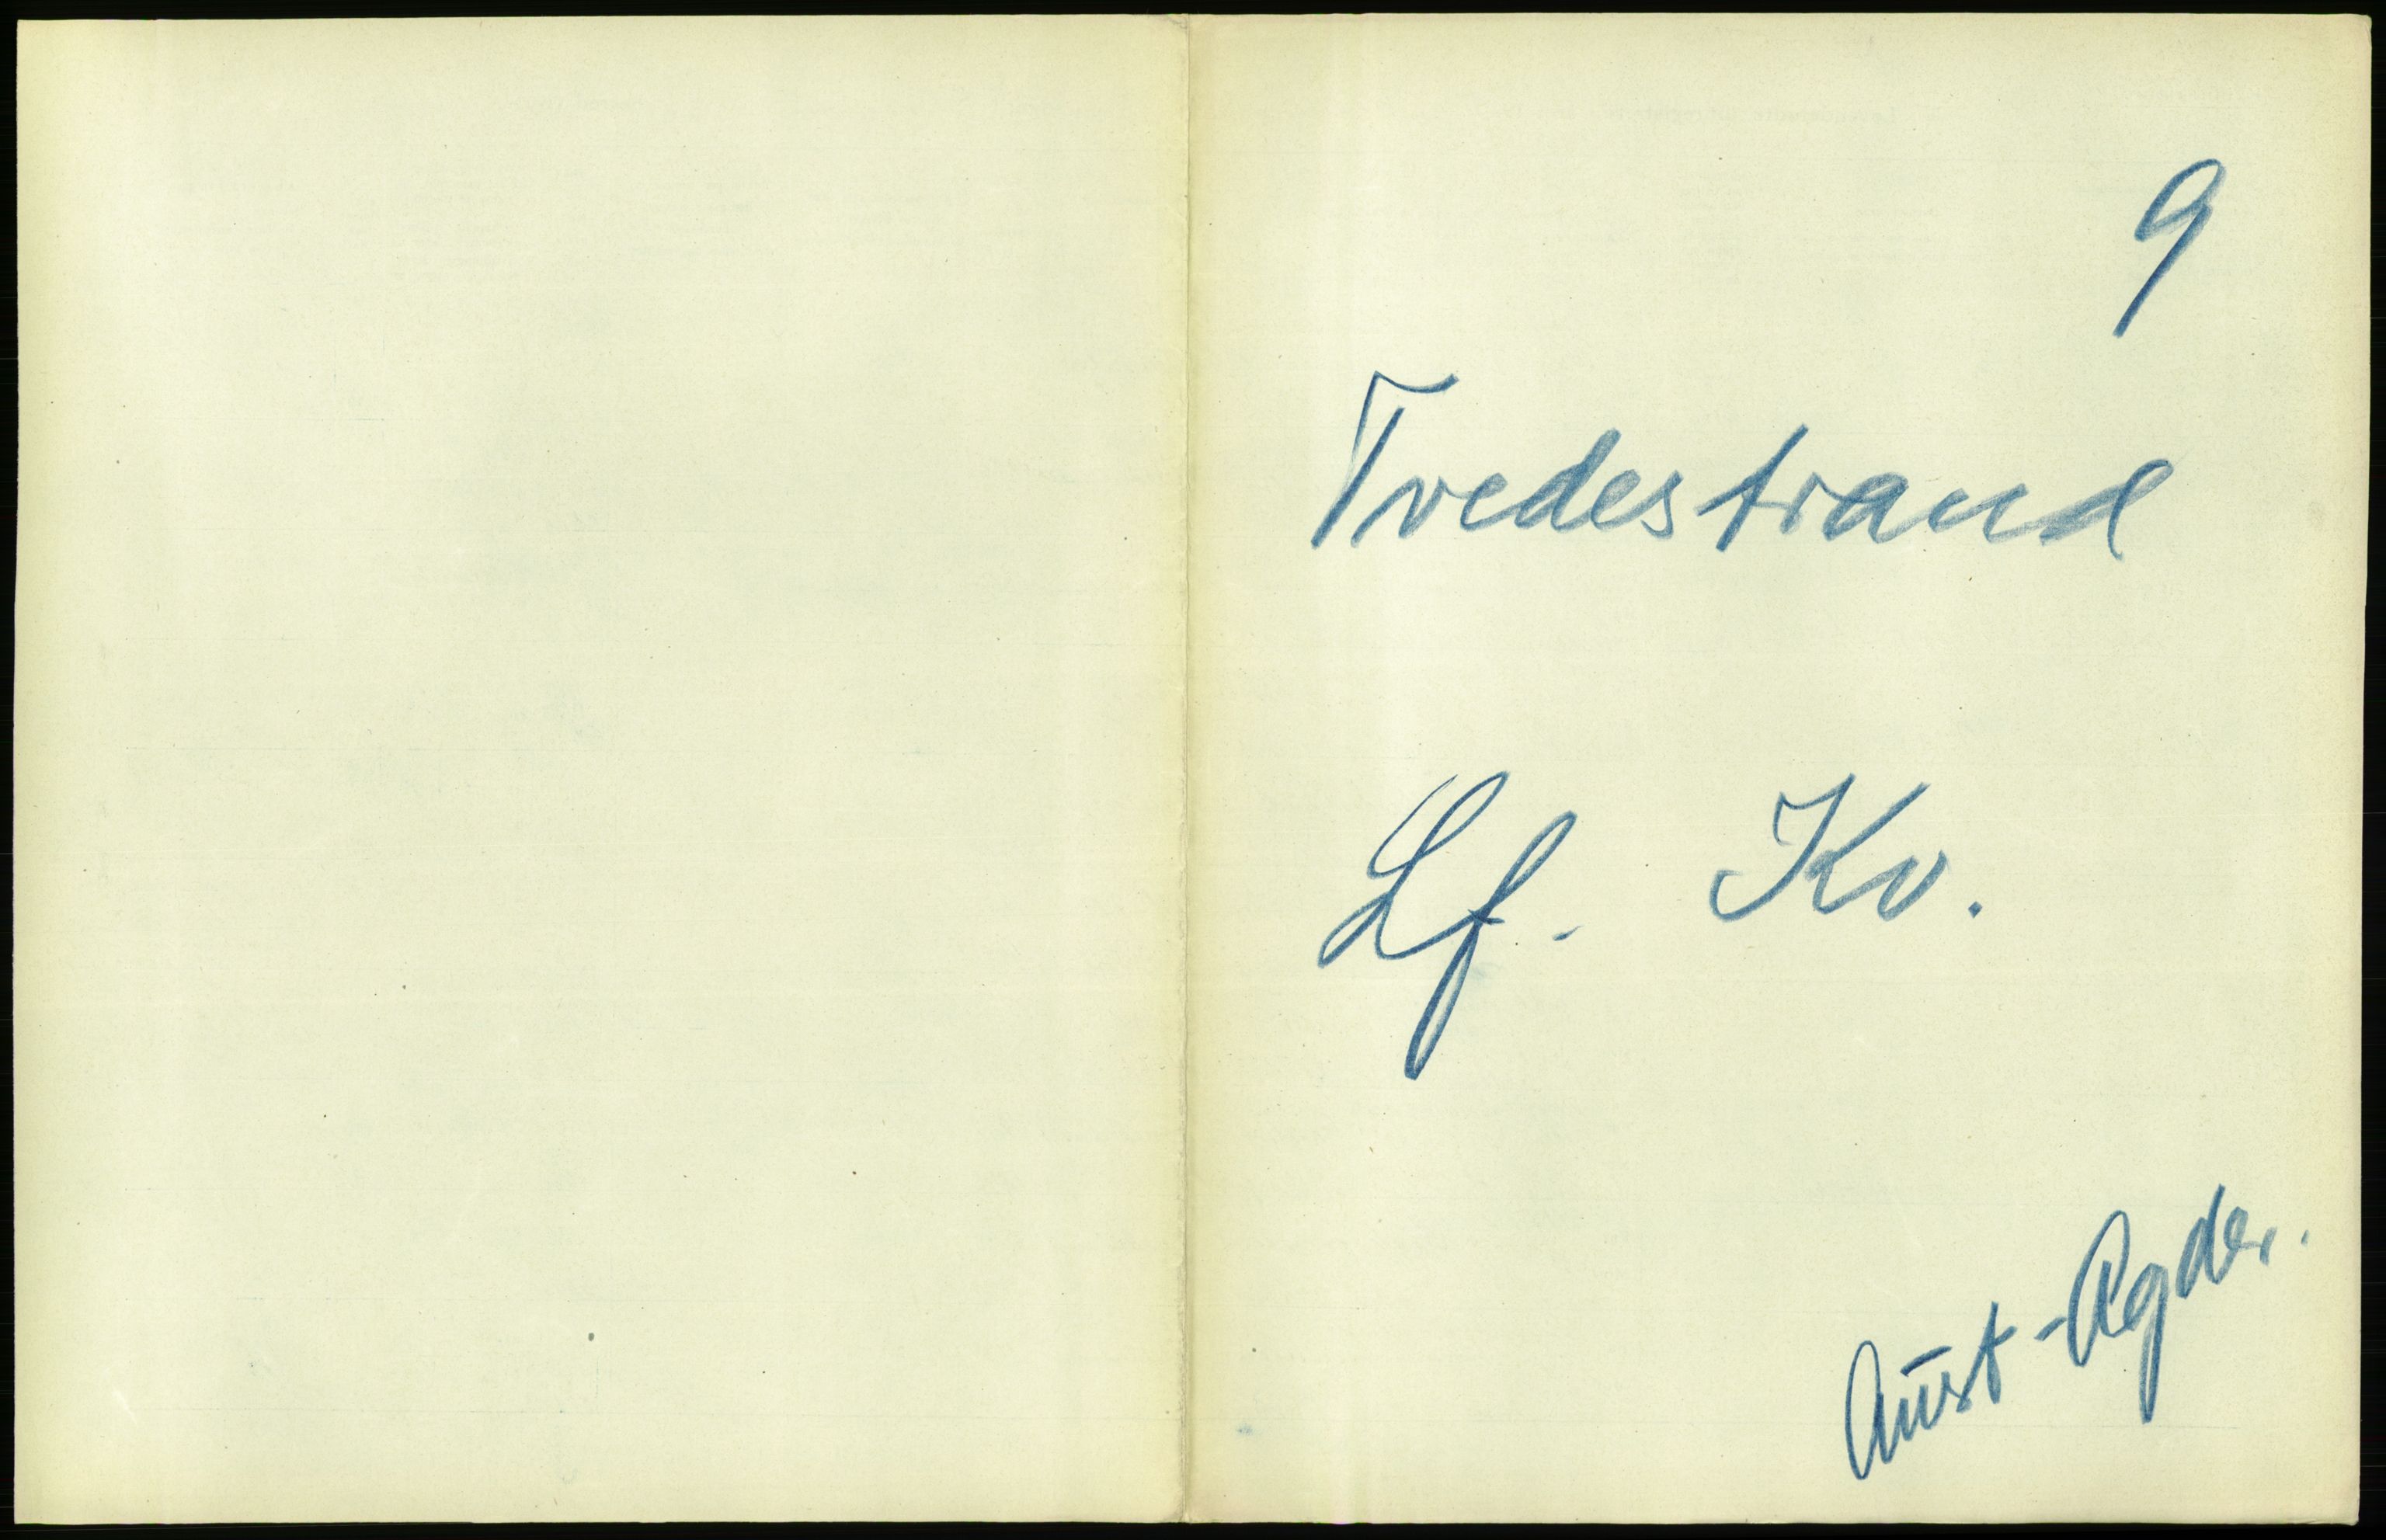 9
Tvedestrand
Lf. Kv.
Aust-Agder.